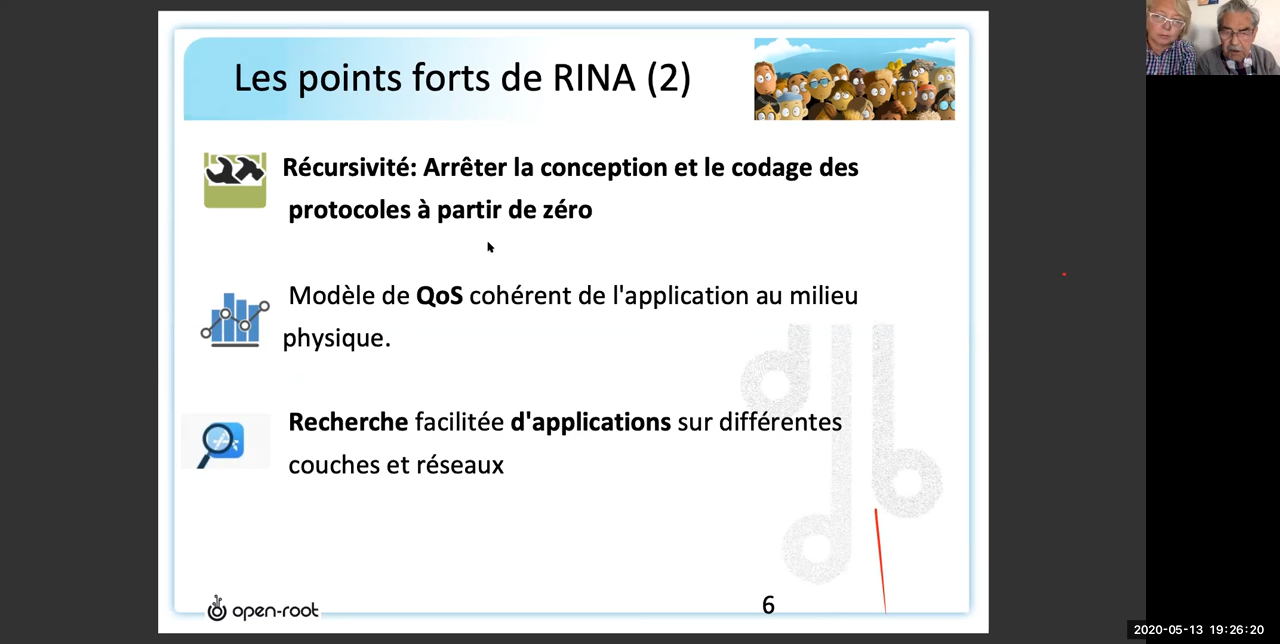 Les points forts de RINA (2)
Récursivité: Arrêter la conception et le codage des
protocoles à partir de zéro
Modèle de QoS cohérent de l'application au milieu
physique.
Recherche facilitée d'applications sur différentes
couches et réseaux
open-root
6
2020-05-13 19:26:20